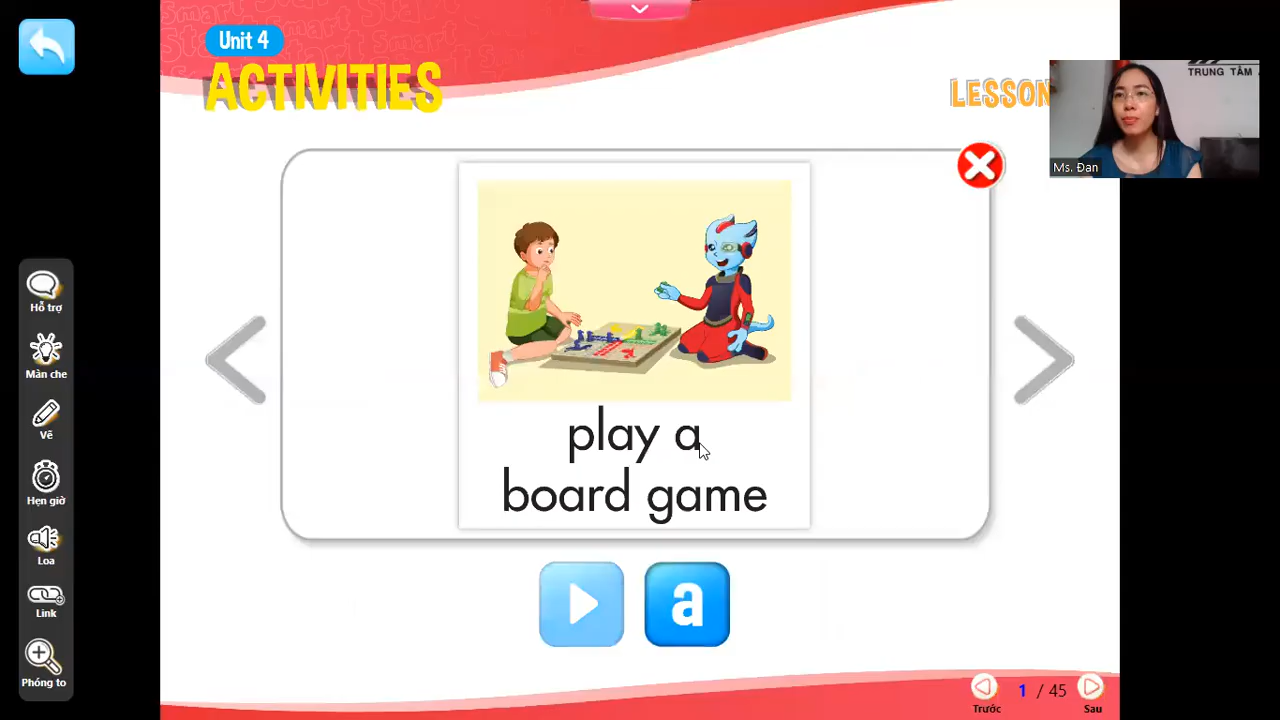 Unit 4
ACTIVITIES
LESSON
TRUNG TÂM
Ms. Đan
play a
board game
a
Hỗ trợ
Màn che
Vẽ
Hẹn giờ
Loa
Link
Phóng to
Trước
1 / 45
Sau